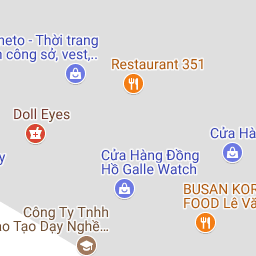 neto - Thời trang
n công sở, vest,..
Restaurant 351
Doll Eyes
Cửa Hà
Cửa Hàng Đồng
Hồ Galle Watch
y
BUSAN KOR
FOOD Lê Vă
Công Ty Tnhh
ào Tạo Dạy Nghề...